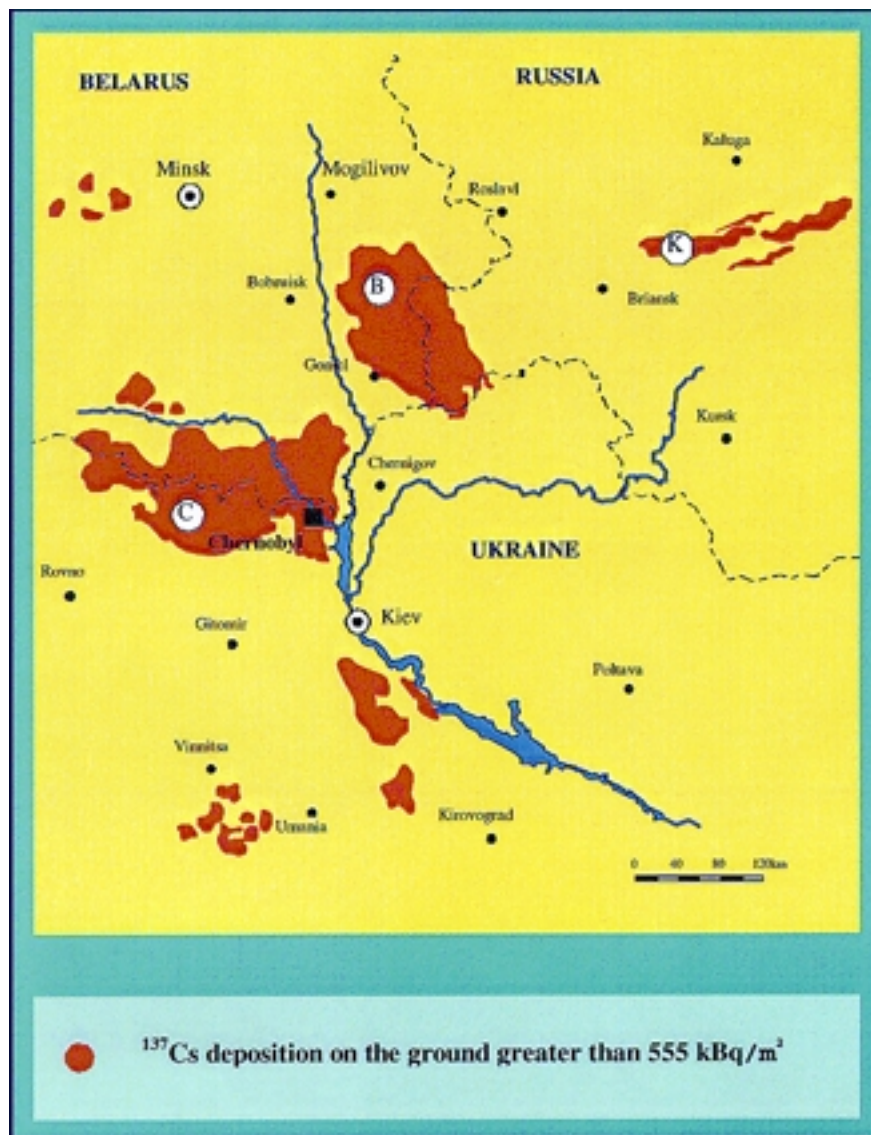 BELARUS
RUSSIA
Kaluga
Minsk
Mogilivov
Roslavl
K
B
Bobruisk
Briansk
Gomel
Kursk
Chernigov
C
Chernobyl
UKRAINE
Rovno
Kiev
Gitomir
Poltava
Vinnitsa
Umania
Kirovograd
0 40 80 120km
¹³⁷Cs deposition on the ground greater than 555 kBq/m²